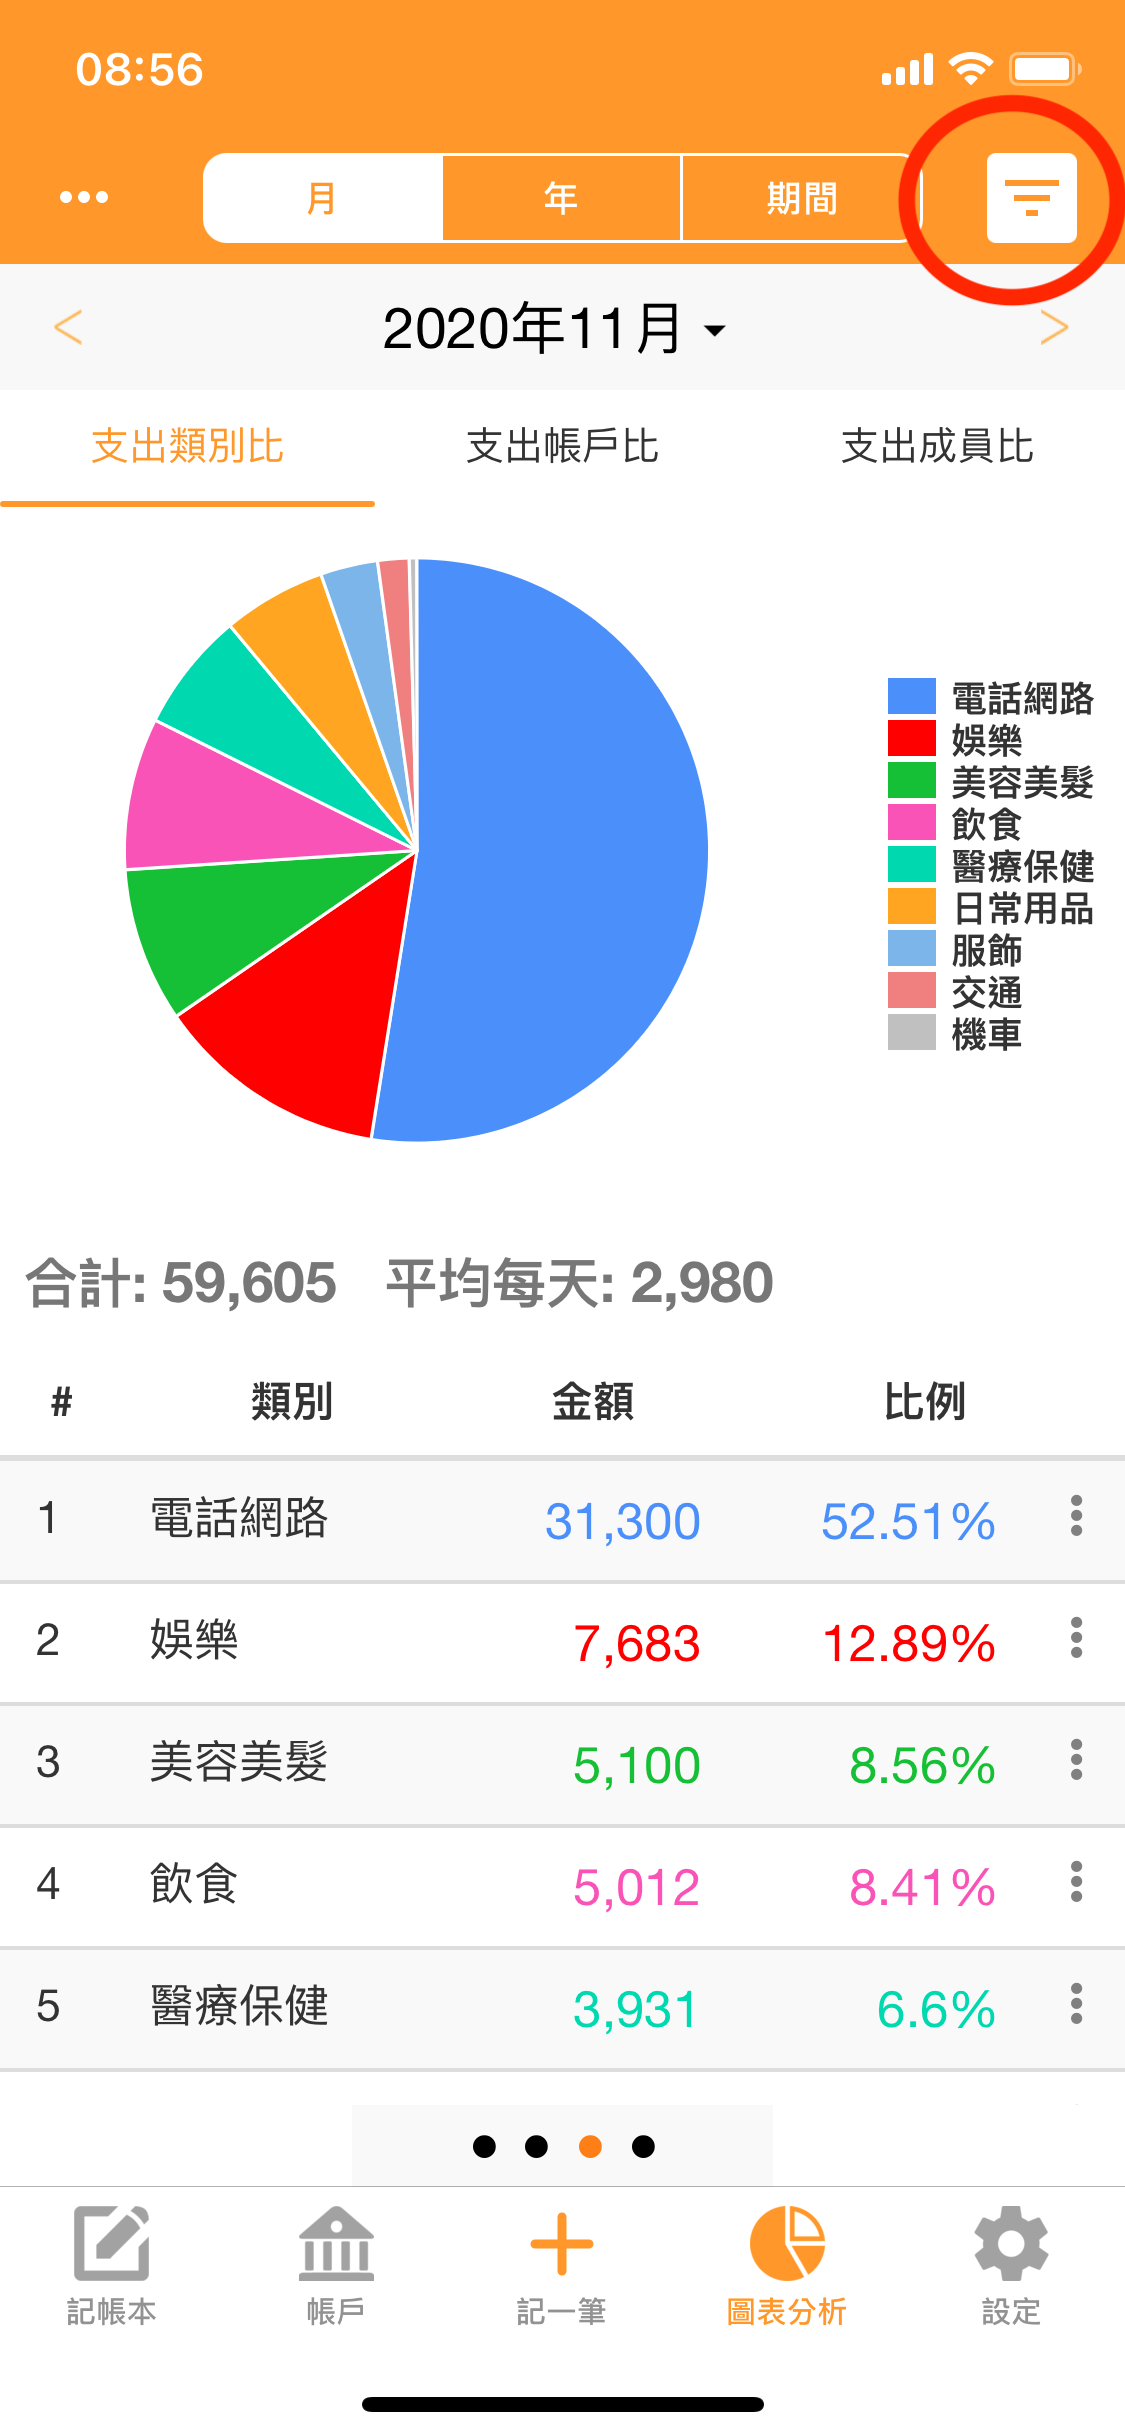 08:56
月 年 期間
2020年11月
支出類別比 支出帳戶比 支出成員比
電話網路
娛樂
美容美髮
飲食
醫療保健
日常用品
服飾
交通
機車
合計: 59,605 平均每天: 2,980
# 類別 金額 比例
1 電話網路 31,300 52.51%
2 娛樂 7,683 12.89%
3 美容美髮 5,100 8.56%
4 飲食 5,012 8.41%
5 醫療保健 3,931 6.6%
記帳本 帳戶 記一筆 圖表分析 設定